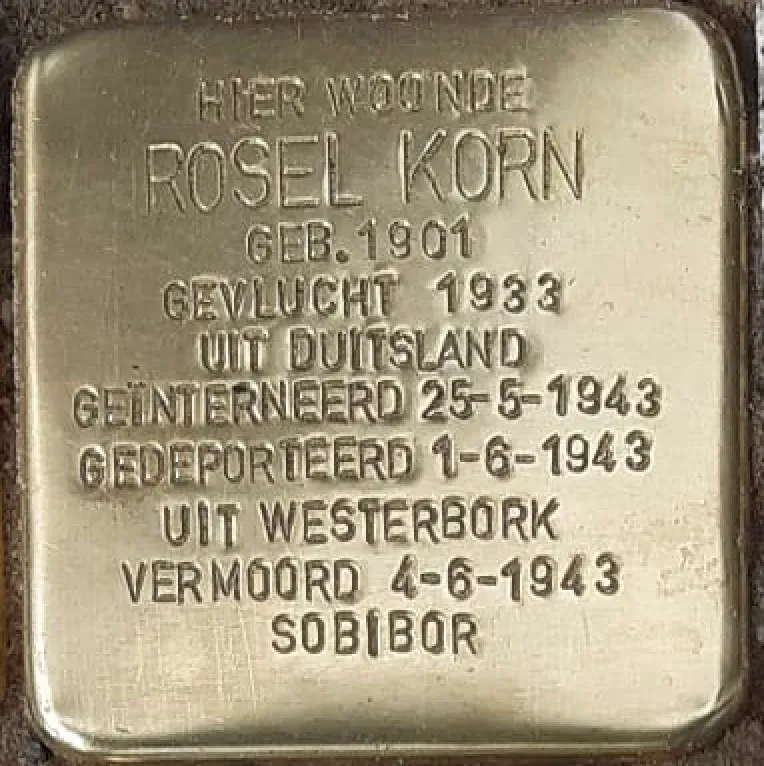 HIER WOONDE
ROSEL KORN
GEB. 1901
GEVLUCHT 1933
UIT DUITSLAND
GEÏNTERNEERD 25-5-1943
GEDEPORTEERD 1-6-1943
UIT WESTERBORK
VERMOORD 4-6-1943
SOBIBOR